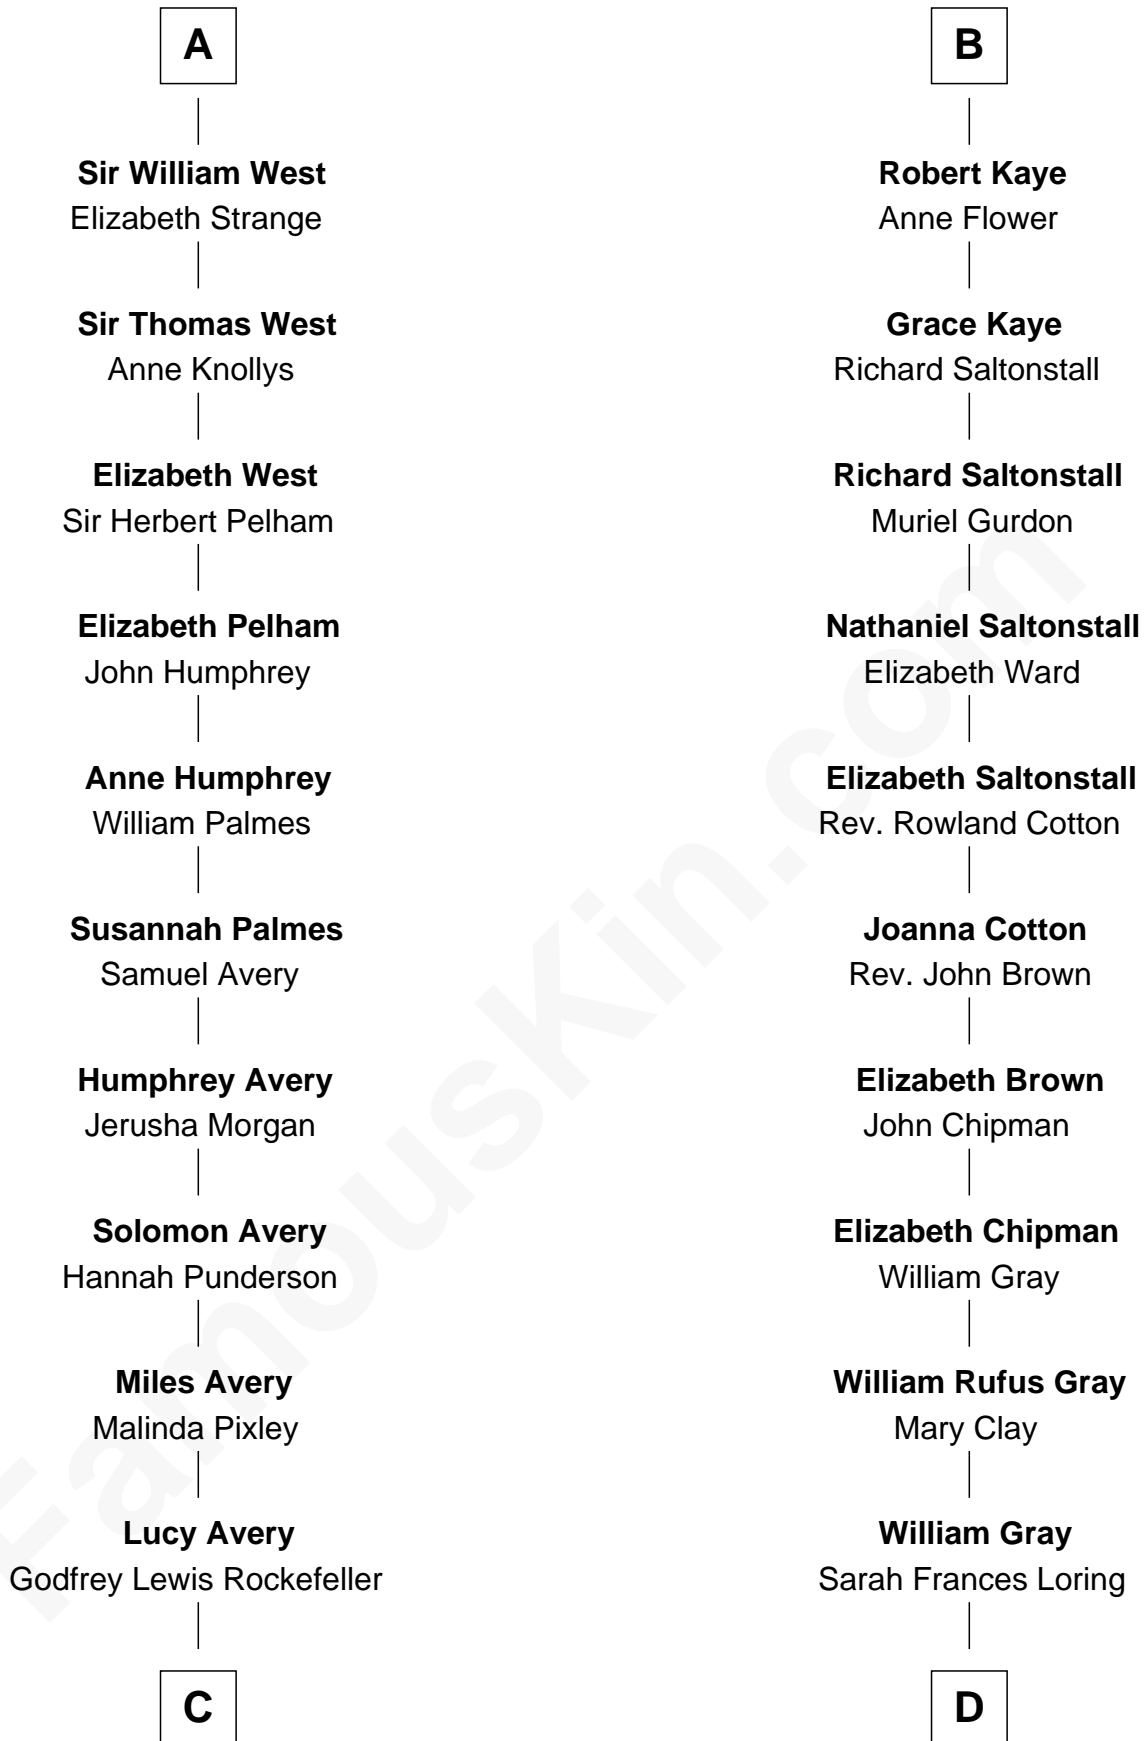 A
Sir William West
Elizabeth Strange
Sir Thomas West
Anne Knollys
Elizabeth West
Sir Herbert Pelham
Elizabeth Pelham
John Humphrey
Anne Humphrey
William Palmes
Susannah Palmes
Samuel Avery
Humphrey Avery
Jerusha Morgan
Solomon Avery
Hannah Punderson
Miles Avery
Malinda Pixley
Lucy Avery
Godfrey Lewis Rockefeller
C
B
Robert Kaye
Anne Flower
Grace Kaye
Richard Saltonstall
Richard Saltonstall
Muriel Gurdon
Nathaniel Saltonstall
Elizabeth Ward
Elizabeth Saltonstall
Rev. Rowland Cotton
Joanna Cotton
Rev. John Brown
Elizabeth Brown
John Chipman
Elizabeth Chipman
William Gray
William Rufus Gray
Mary Clay
William Gray
Sarah Frances Loring
D
FamousKin.com